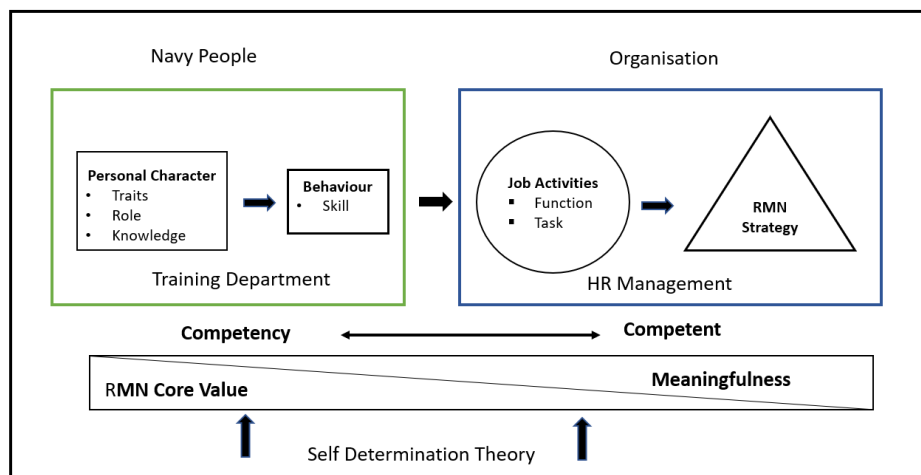 Navy People
Organisation
Personal Character
• Traits
• Role
• Knowledge
Behaviour
• Skill
Training Department
Job Activities
▪ Function
▪ Task
RMN
Strategy
HR Management
Competency
Competent
RMN Core Value
Meaningfulness
Self Determination Theory